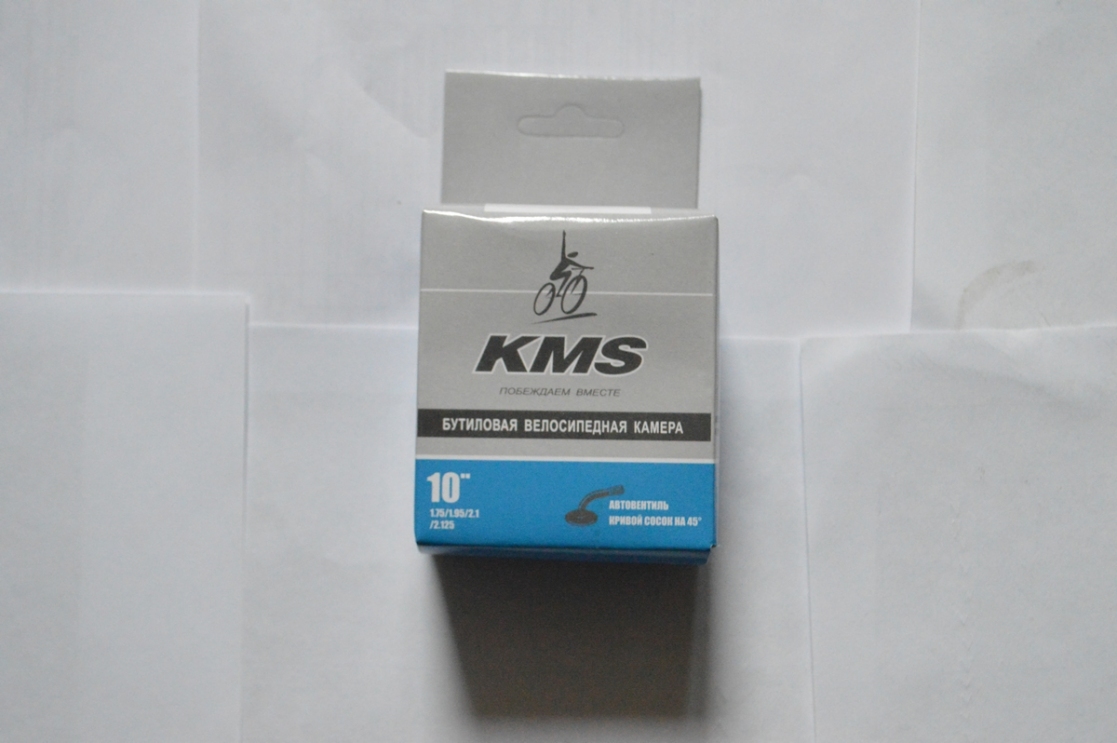 KMS
ПОБЕЖДАЕМ ВМЕСТЕ
БУТИЛОВАЯ ВЕЛОСИПЕДНАЯ КАМЕРА
10""
1.75/1.95/2.1
/2.125
АВТОВЕНТИЛЬ
КРИВОЙ СОСОК НА 45°